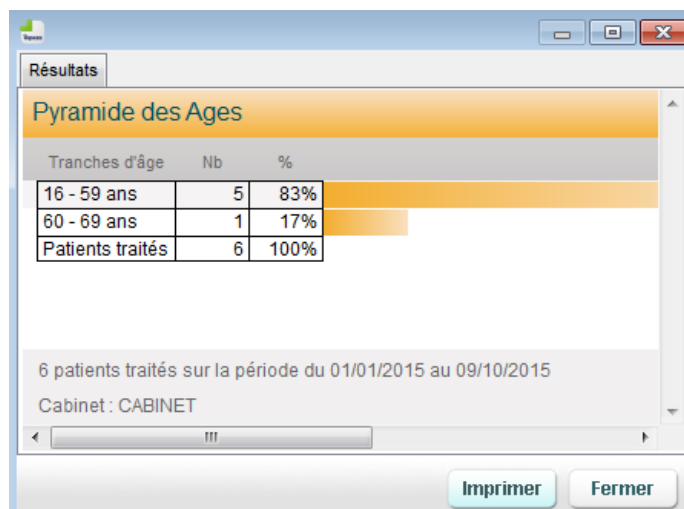 Résultats
Pyramide des Ages
Tranches d'âge Nb %
16 - 59 ans 5 83%
60 - 69 ans 1 17%
Patients traités 6 100%
6 patients traités sur la période du 01/01/2015 au 09/10/2015
Cabinet : CABINET
Imprimer Fermer